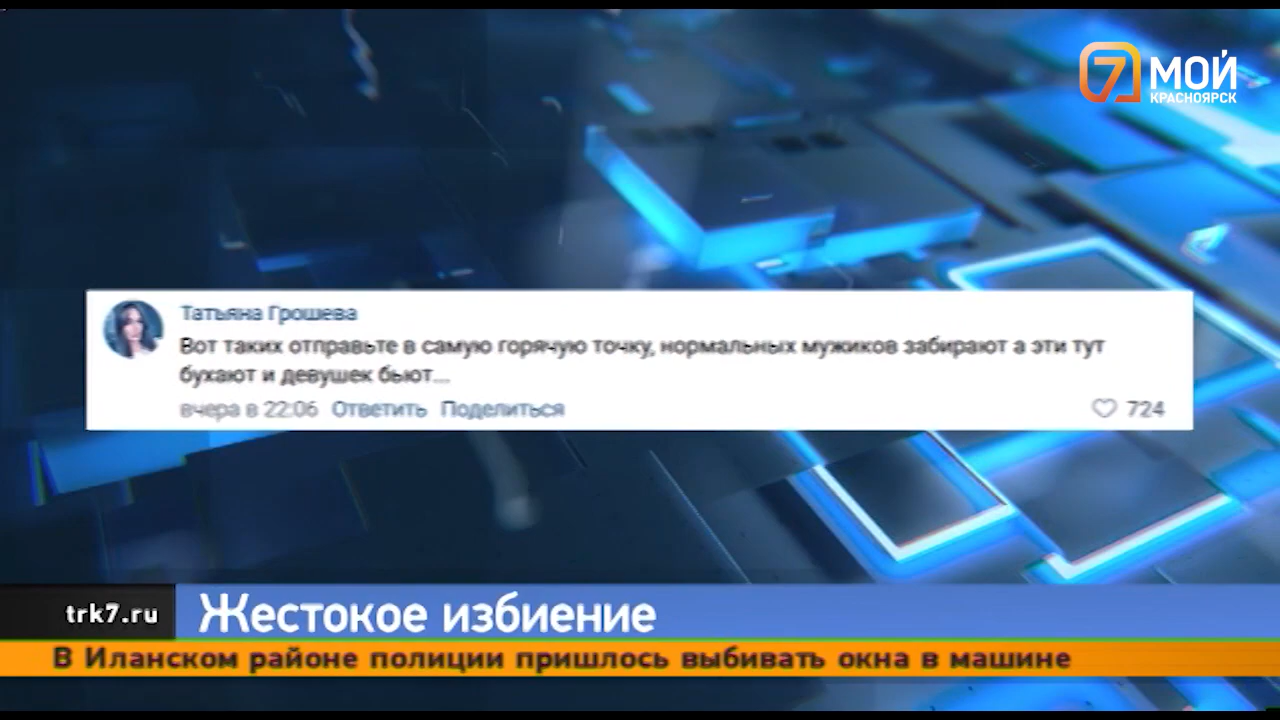 7 МОЙ
КРАСНОЯРСК
Татьяна Грошева
Вот таких отправьте в самую горячую точку, нормальных мужиков забирают а эти тут
бухают и девушек бьют...
вчера в 22:06 Ответить Поделиться 724
trk7.ru Жестокое избиение
В Иланском районе полиции пришлось выбивать окна в машине